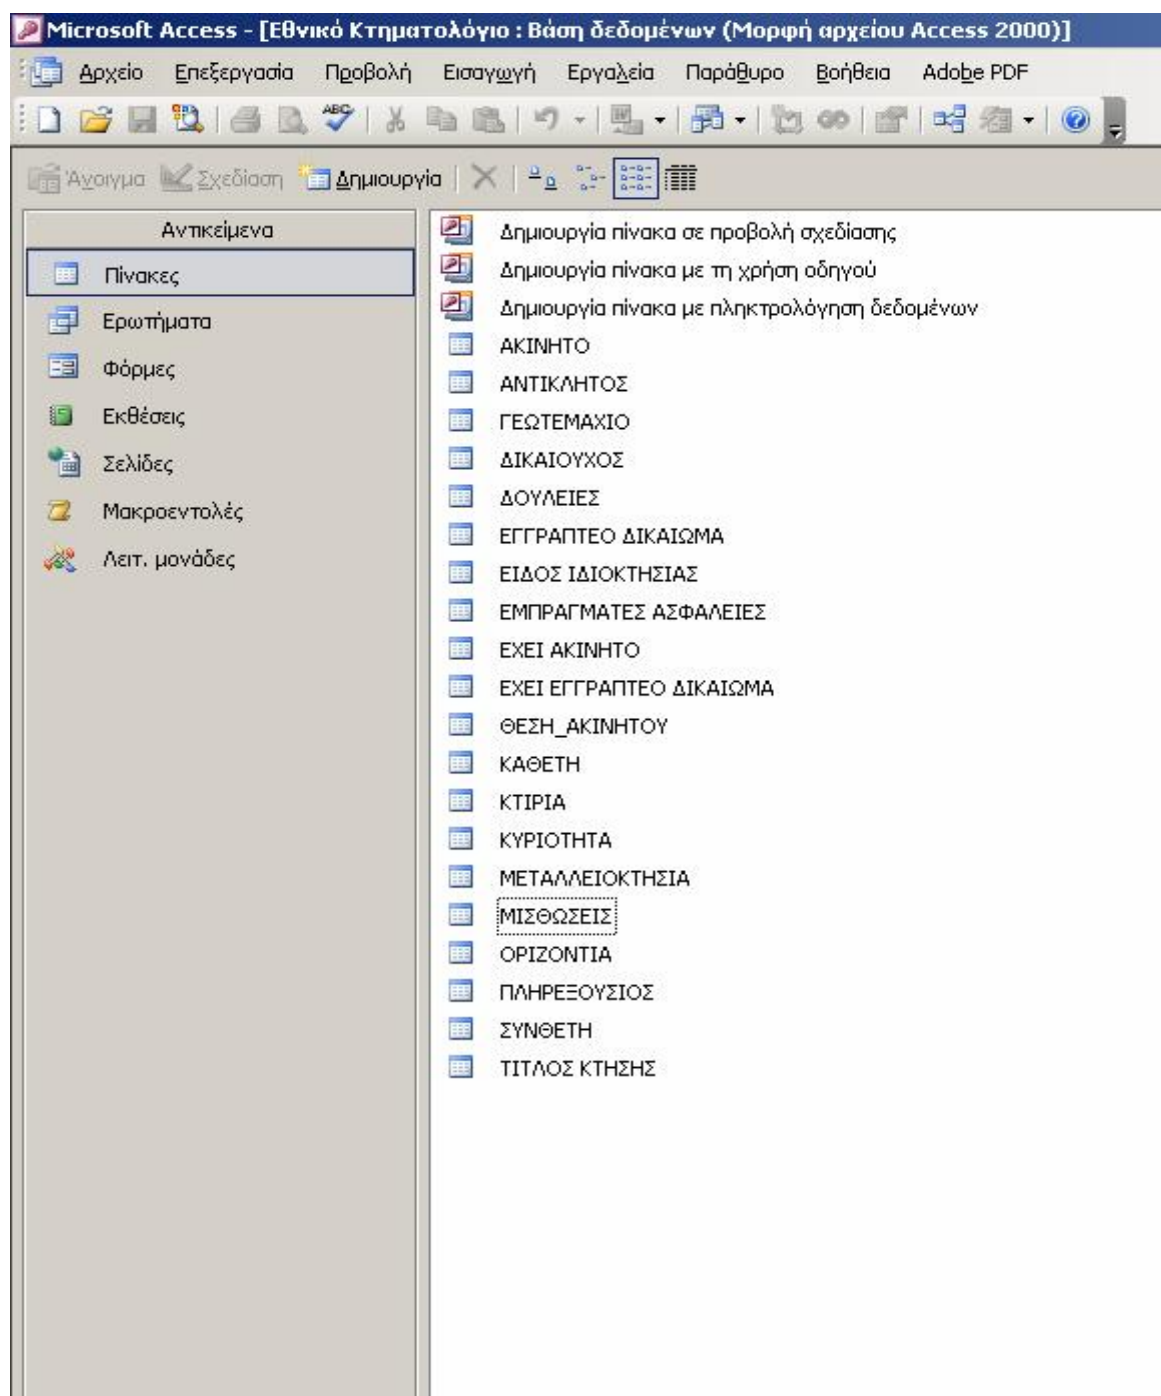 Microsoft Access - [Εθνικό Κτηματολόγιο : Βάση δεδομένων (Μορφή αρχείου Access 2000)]
Αρχείο Επεξεργασία Προβολή Εισαγωγή Εργαλεία Παράθυρο Βοήθεια Adobe PDF
ABC
Άνοιγμα Σχεδίαση Δημιουργία
Αντικείμενα
Πίνακες
Ερωτήματα
Φόρμες
Εκθέσεις
Σελίδες
Μακροεντολές
Λειτ. μονάδες
Δημιουργία πίνακα σε προβολή σχεδίασης
Δημιουργία πίνακα με τη χρήση οδηγού
Δημιουργία πίνακα με πληκτρολόγηση δεδομένων
ΑΚΙΝΗΤΟ
ΑΝΤΙΚΛΗΤΟΣ
ΓΕΩΤΕΜΑΧΙΟ
ΔΙΚΑΙΟΥΧΟΣ
ΔΟΥΛΕΙΕΣ
ΕΓΓΡΑΠΤΕΟ ΔΙΚΑΙΩΜΑ
ΕΙΔΟΣ ΙΔΙΟΚΤΗΣΙΑΣ
ΕΜΠΡΑΓΜΑΤΕΣ ΑΣΦΑΛΕΙΕΣ
ΕΧΕΙ ΑΚΙΝΗΤΟ
ΕΧΕΙ ΕΓΓΡΑΠΤΕΟ ΔΙΚΑΙΩΜΑ
ΘΕΣΗ_ΑΚΙΝΗΤΟΥ
ΚΑΘΕΤΗ
ΚΤΙΡΙΑ
ΚΥΡΙΟΤΗΤΑ
ΜΕΤΑΛΛΕΙΟΚΤΗΣΙΑ
ΜΙΣΘΩΣΕΙΣ
ΟΡΙΖΟΝΤΙΑ
ΠΛΗΡΕΞΟΥΣΙΟΣ
ΣΥΝΘΕΤΗ
ΤΙΤΛΟΣ ΚΤΗΣΗΣ